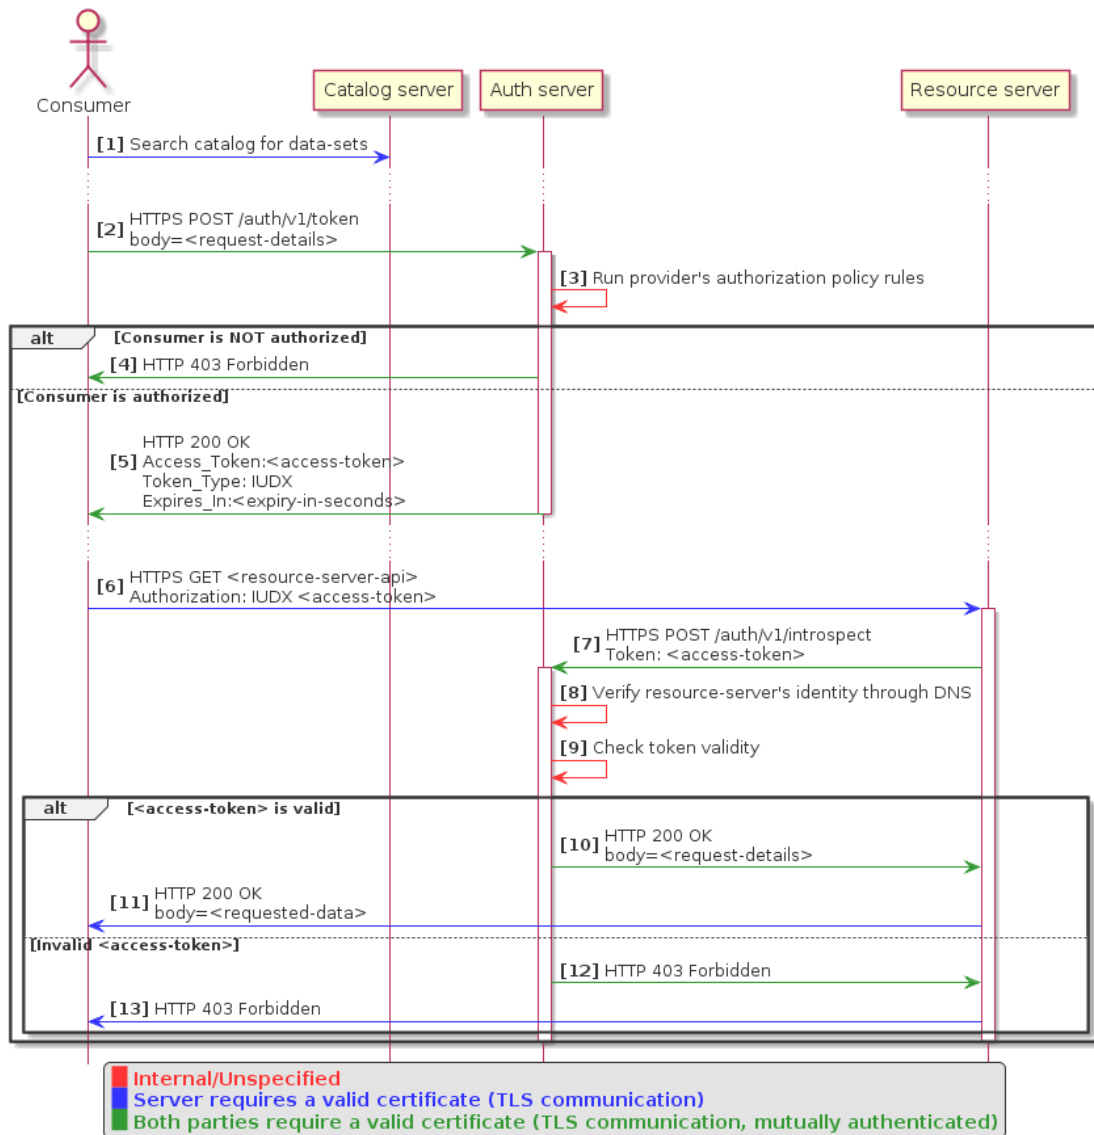 Consumer
Catalog server
Auth server
Resource server
[1] Search catalog for data-sets
HTTPS POST /auth/v1/token
[2]
body=<request-details>
[3] Run provider's authorization policy rules
alt [Consumer is NOT authorized]
[4] HTTP 403 Forbidden
[Consumer is authorized]
HTTP 200 OK
[5] Access_Token:<access-token>
Token_Type: IUDX
Expires_In:<expiry-in-seconds>
HTTPS GET <resource-server-api>
[6]
Authorization: IUDX <access-token>
HTTPS POST /auth/v1/introspect
[7]
Token: <access-token>
[8] Verify resource-server's identity through DNS
[9] Check token validity
alt [<access-token> is valid]
HTTP 200 OK
[10]
body=<request-details>
HTTP 200 OK
[11]
body=<requested-data>
[Invalid <access-token>]
[12] HTTP 403 Forbidden
[13] HTTP 403 Forbidden
Internal/Unspecified
Server requires a valid certificate (TLS communication)
Both parties require a valid certificate (TLS communication, mutually authenticated)